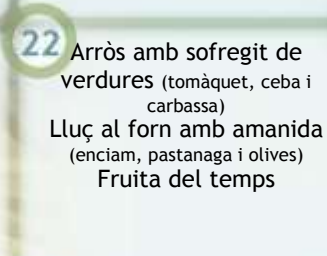 22
Arròs amb sofregit de
verdures (tomàquet, ceba i
carbassa)
Lluç al forn amb amanida
(enciam, pastanaga i olives)
Fruita del temps